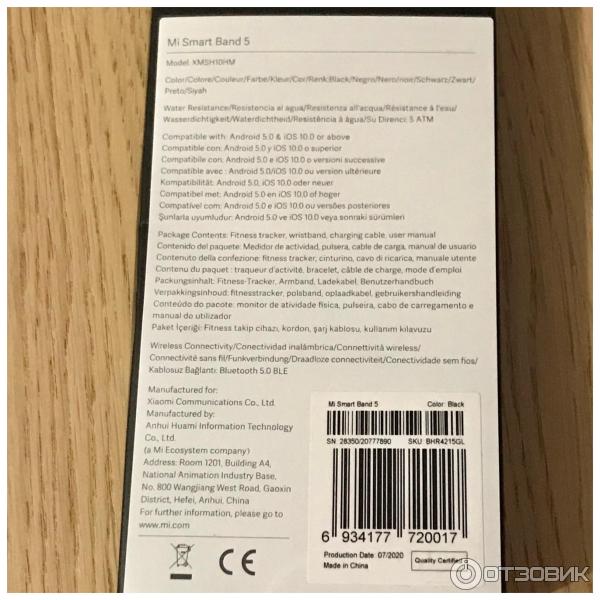 Mi Smart Band 5
Model: XMSH10HM
Color/Colore/Couleur/Farbe/Kleur/Cor/Renk:Black/Negro/Nero/noir/Schwarz/Zwart/
Preto/Siyah
Water Resistance/Resistencia al agua/Resistenza all'acqua/Résistance à l'eau/
Wasserdichtigkeit/Waterdichtheid/Resistência à água/Su Direnci: 5 ATM
Compatible with: Android 5.0 & iOS 10.0 or above
Compatible con: Android 5.0 y iOS 10.0 o superior
Compatibile con: Android 5.0 e iOS 10.0 o versioni successive
Compatible avec : Android 5.0/iOS 10.0 ou version ultérieure
Kompatibilität: Android 5.0, iOS 10.0 oder neuer
Compatibel met: Android 5.0 en iOS 10.0 of hoger
Compatível com: Android 5.0 e iOS 10.0 ou versões posteriores
Şunlarla uyumludur: Android 5.0 ve iOS 10.0 veya sonraki sürümleri
Package Contents: Fitness tracker, wristband, charging cable, user manual
Contenido del paquete: Medidor de actividad, pulsera, cable de carga, manual de usuario
Contenuto della confezione: fitness tracker, cinturino, cavo di ricarica, manuale utente
Contenu du paquet : traqueur d'activité, bracelet, câble de charge, mode d'emploi
Packungsinhalt: Fitness-Tracker, Armband, Ladekabel, Benutzerhandbuch
Verpakkingsinhoud: fitnesstracker, polsband, oplaadkabel, gebruikershandleiding
Conteúdo do pacote: monitor de atividade física, pulseira, cabo de carregamento e
manual do utilizador
Paket İçeriği: Fitness takip cihazı, kordon, şarj kablosu, kullanım kılavuzu
Wireless Connectivity/Conectividad inalámbrica/Connettività wireless/
Connectivité sans fil/Funkverbindung/Draadloze connectiviteit/Conectividade sem fios/
Kablosuz Bağlantı: Bluetooth 5.0 BLE
Manufactured for:
Xiaomi Communications Co., Ltd.
Manufactured by:
Anhui Huami Information Technology
Co., Ltd.
(a Mi Ecosystem company)
Address: Room 1201, Building A4,
National Animation Industry Base,
No. 800 Wangjiang West Road, Gaoxin
District, Hefei, Anhui, China
For further information, please go to
www.mi.com
CE
Mi Smart Band 5 Color: Black
SN: 28350/20777890 SKU: BHR4215GL
6 934177 720017
Production Date: 07/2020
Made in China
Quality Certified
ОТЗОВИК